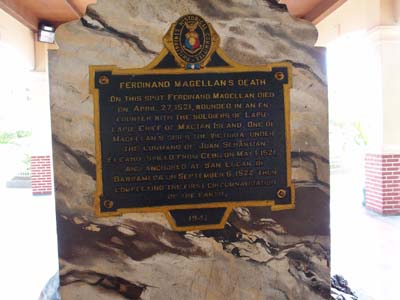 FERDINAND MAGELLAN'S DEATH
ON THIS SPOT FERDINAND MAGELLAN DIED
ON APRIL 27, 1521, WOUNDED IN AN EN-
COUNTER WITH THE SOLDIERS OF LAPU-
LAPU, CHIEF OF MACTAN ISLAND. ONE OF
MAGELLAN'S SHIPS, THE VICTORIA, UNDER
THE COMMAND OF JUAN SEBASTIAN
ELCANO, SAILED FROM CEBU ON MAY 1, 1521,
AND ANCHORED AT SAN LUCAR DE
BARRAMEDA ON SEPTEMBER 6, 1522, THUS
COMPLETING THE FIRST CIRCUMNAVIGATION
OF THE EARTH.
1941